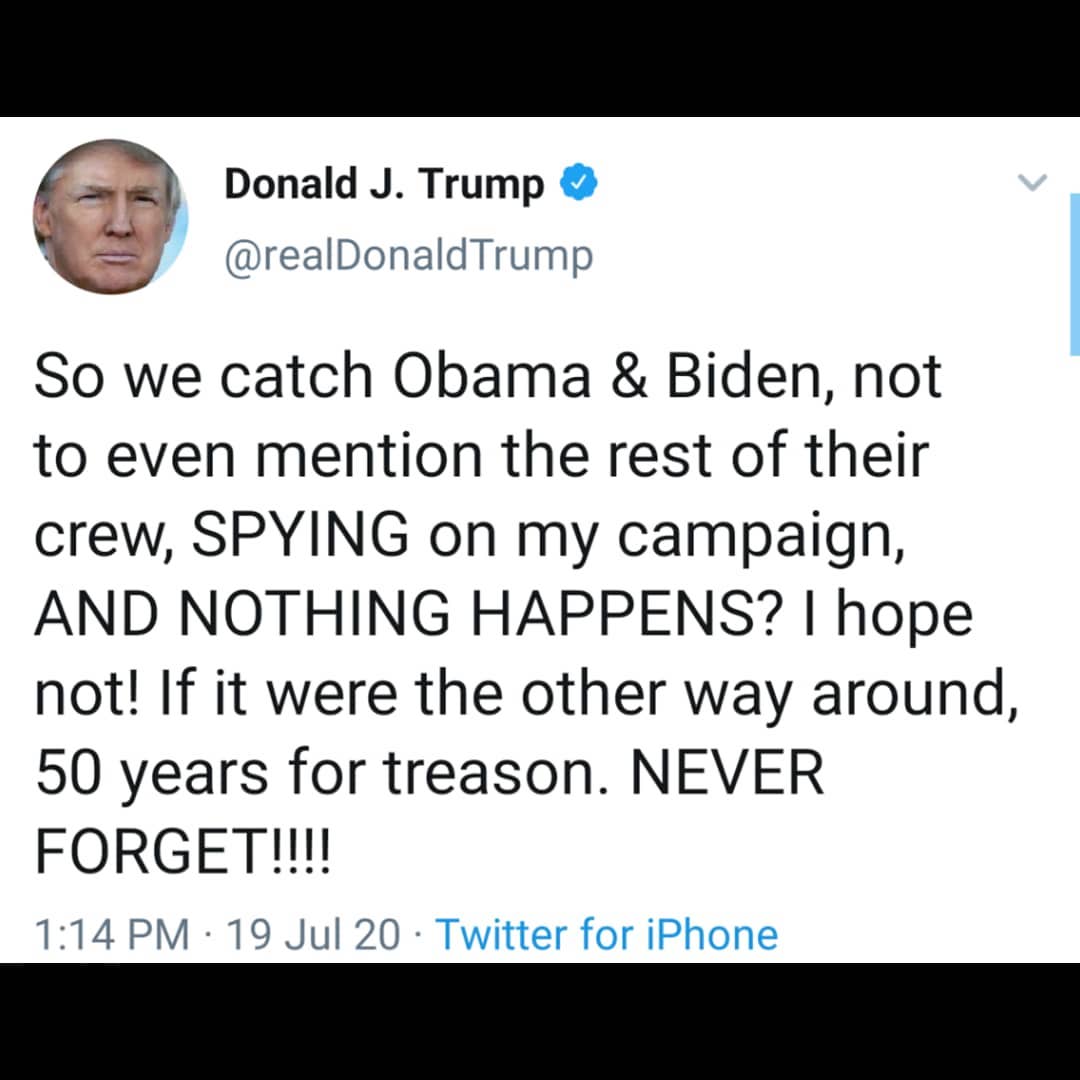 Donald J. Trump
@realDonaldTrump
So we catch Obama & Biden, not
to even mention the rest of their
crew, SPYING on my campaign,
AND NOTHING HAPPENS? I hope
not! If it were the other way around,
50 years for treason. NEVER
FORGET!!!!
1:14 PM · 19 Jul 20 · Twitter for iPhone